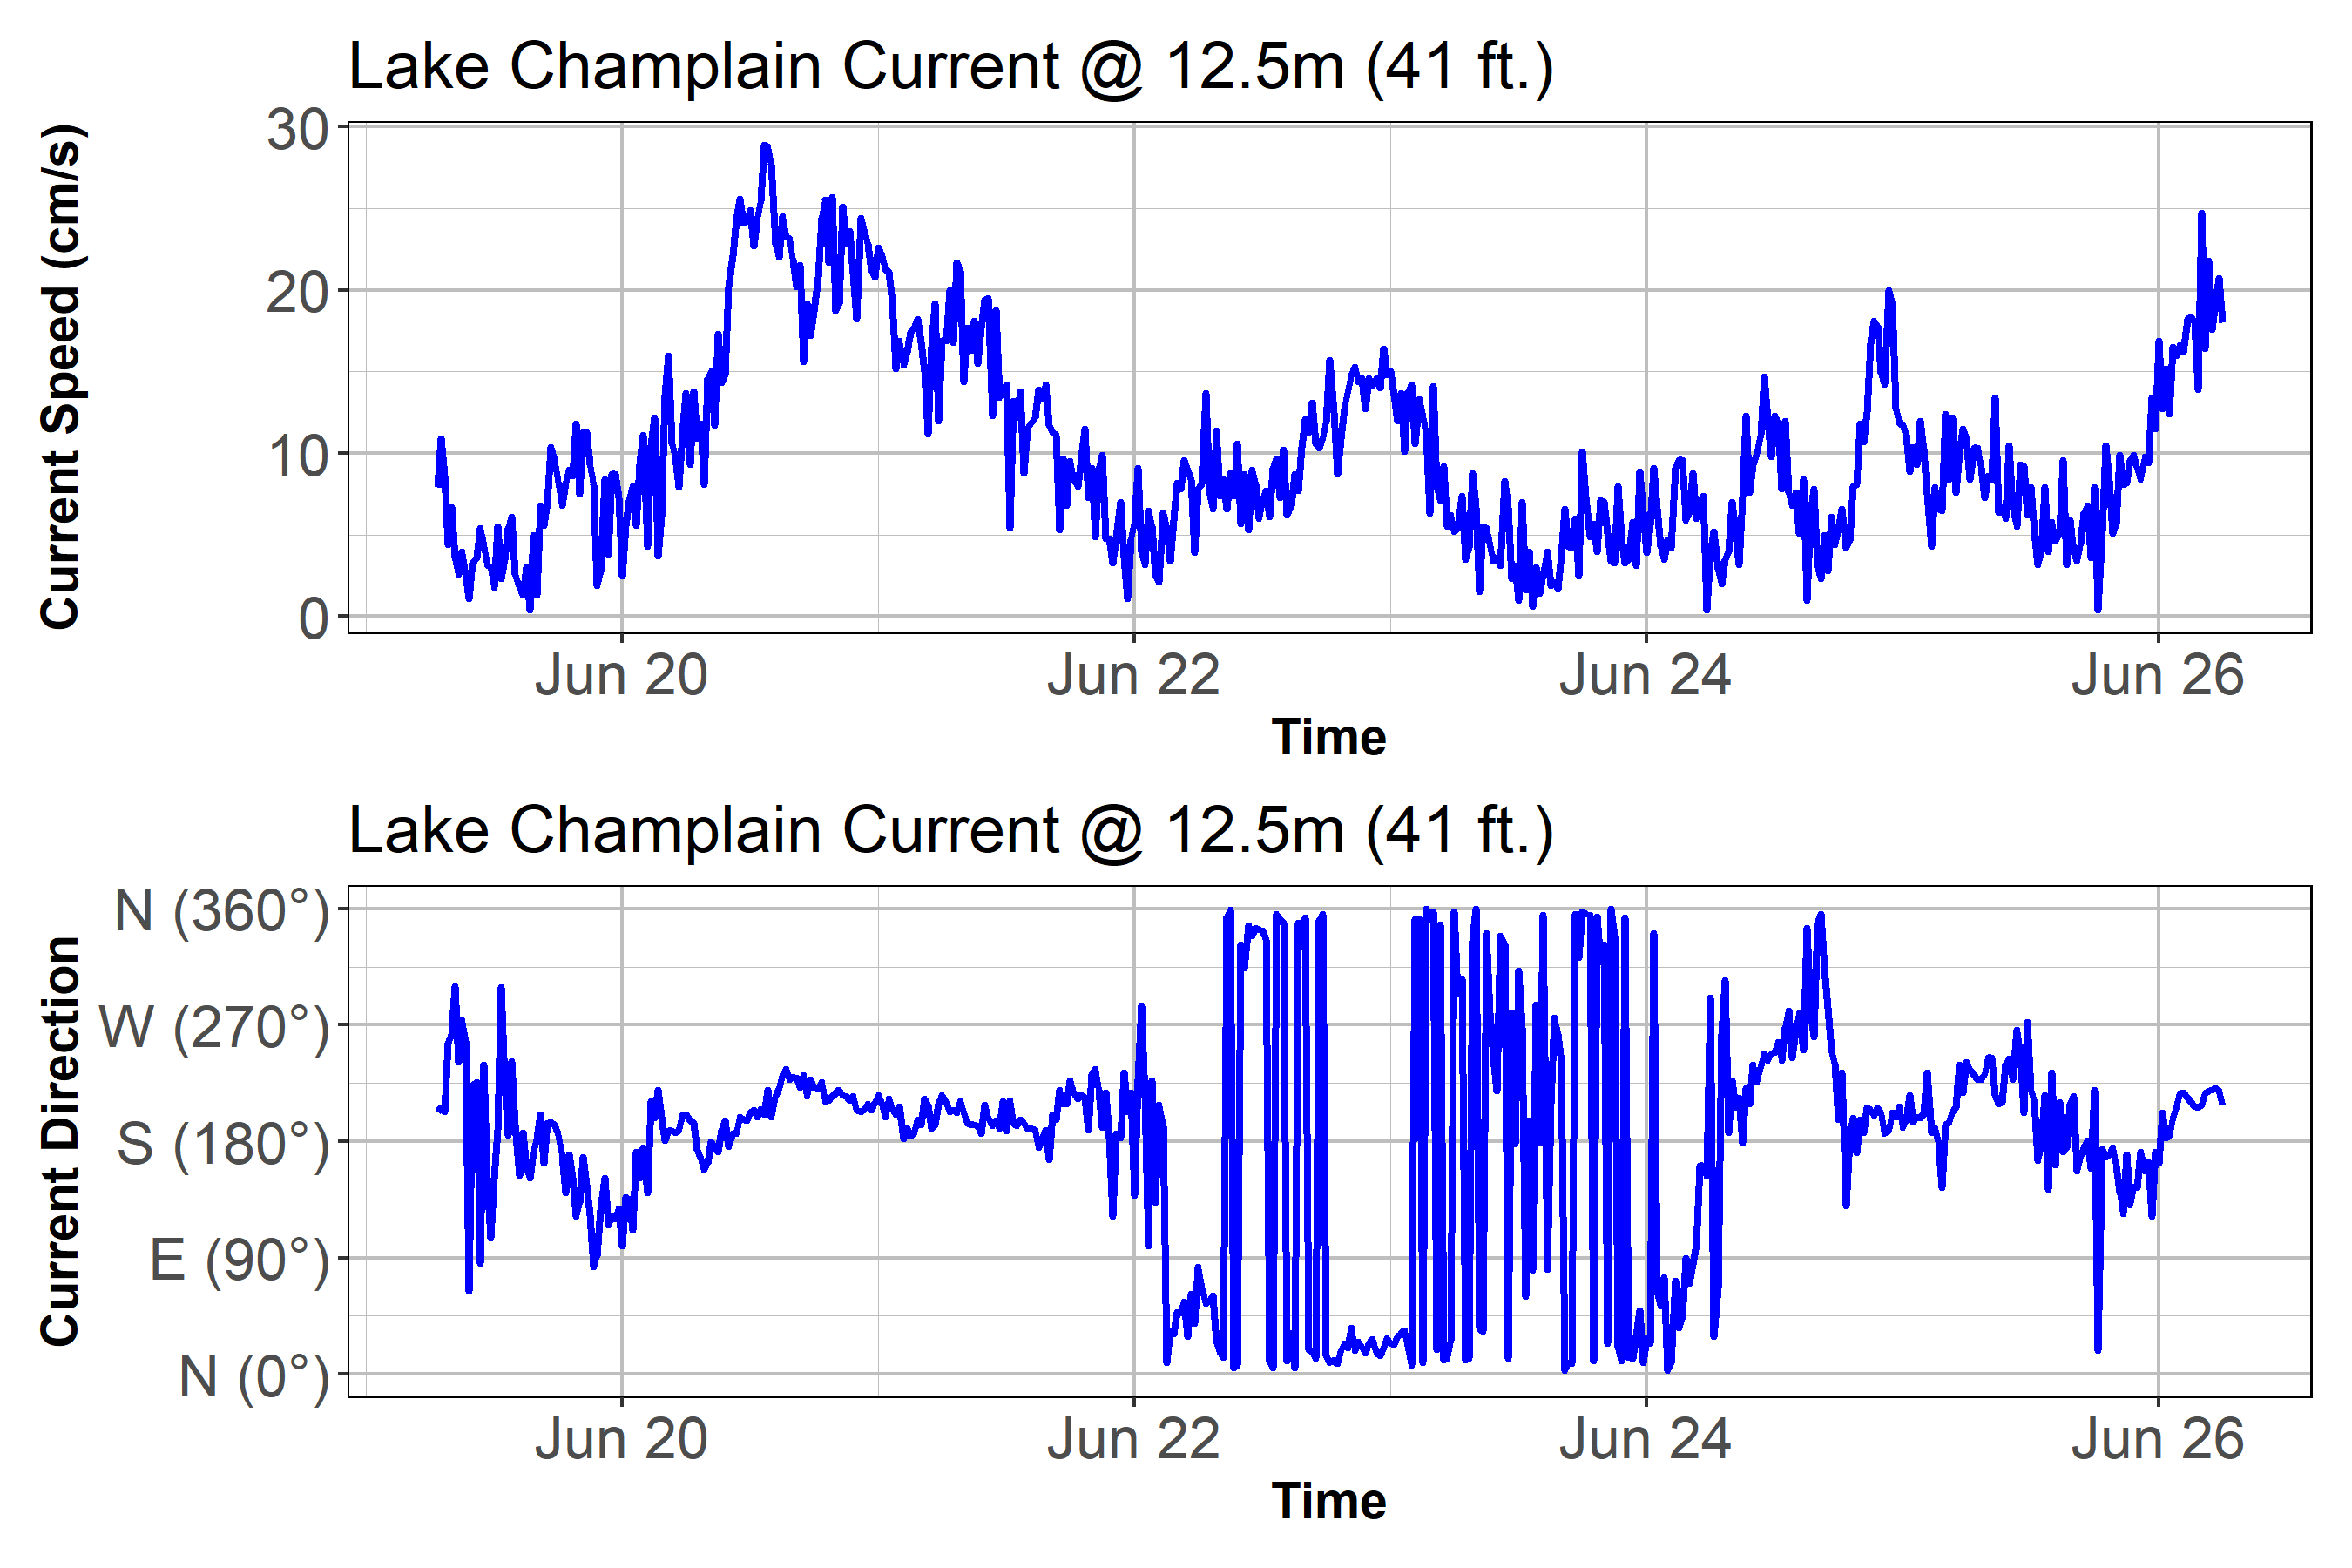 Lake Champlain Current @ 12.5m (41 ft.)
Current Speed (cm/s)
30
20
10
0
Jun 20 Jun 22 Jun 24 Jun 26
Time
Lake Champlain Current @ 12.5m (41 ft.)
Current Direction
N (360°)
W (270°)
S (180°)
E (90°)
N (0°)
Jun 20 Jun 22 Jun 24 Jun 26
Time